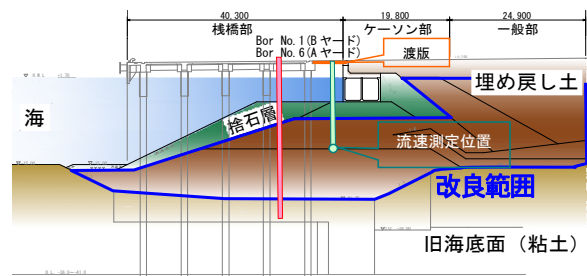 40,300
19,800
24,900
桟橋部
ケーソン部
一般部
Bor No.1(Bヤード)
Bor No.6(Aヤード)
渡版
埋め戻し土
海
捨石層
流速測定位置
改良範囲
旧海底面（粘土）